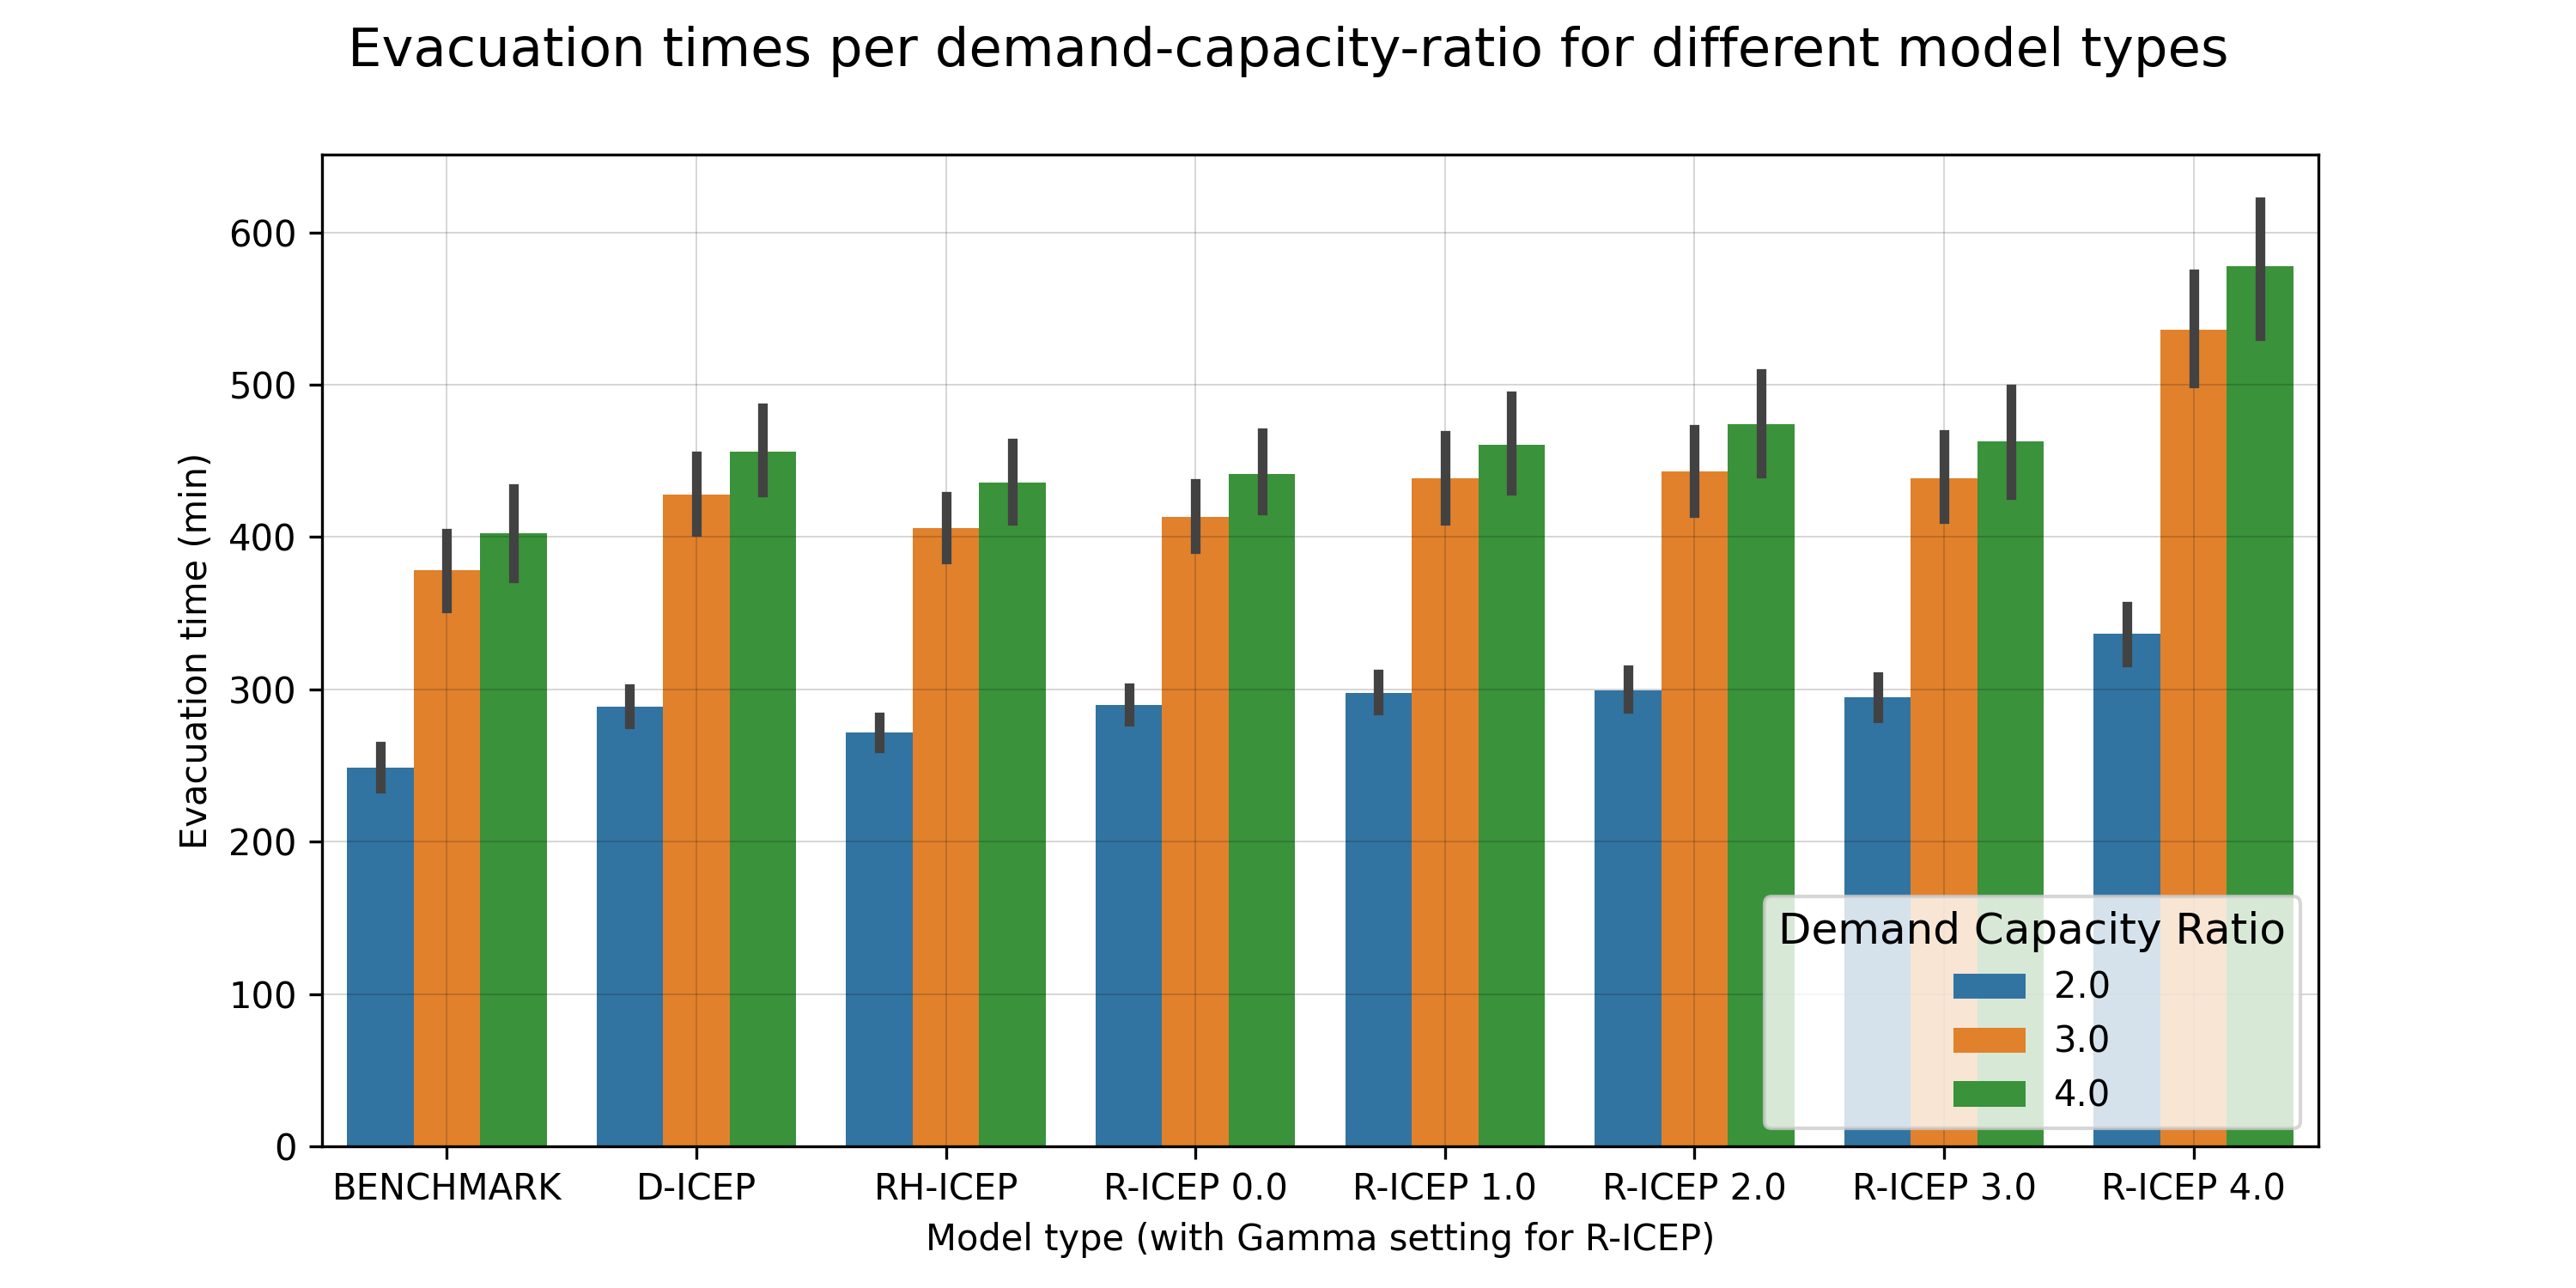 Evacuation times per demand-capacity-ratio for different model types
600
500
400
300
200
100
0
Evacuation time (min)
BENCHMARK D-ICEP RH-ICEP R-ICEP 0.0 R-ICEP 1.0 R-ICEP 2.0 R-ICEP 3.0 R-ICEP 4.0
Model type (with Gamma setting for R-ICEP)
Demand Capacity Ratio
2.0
3.0
4.0